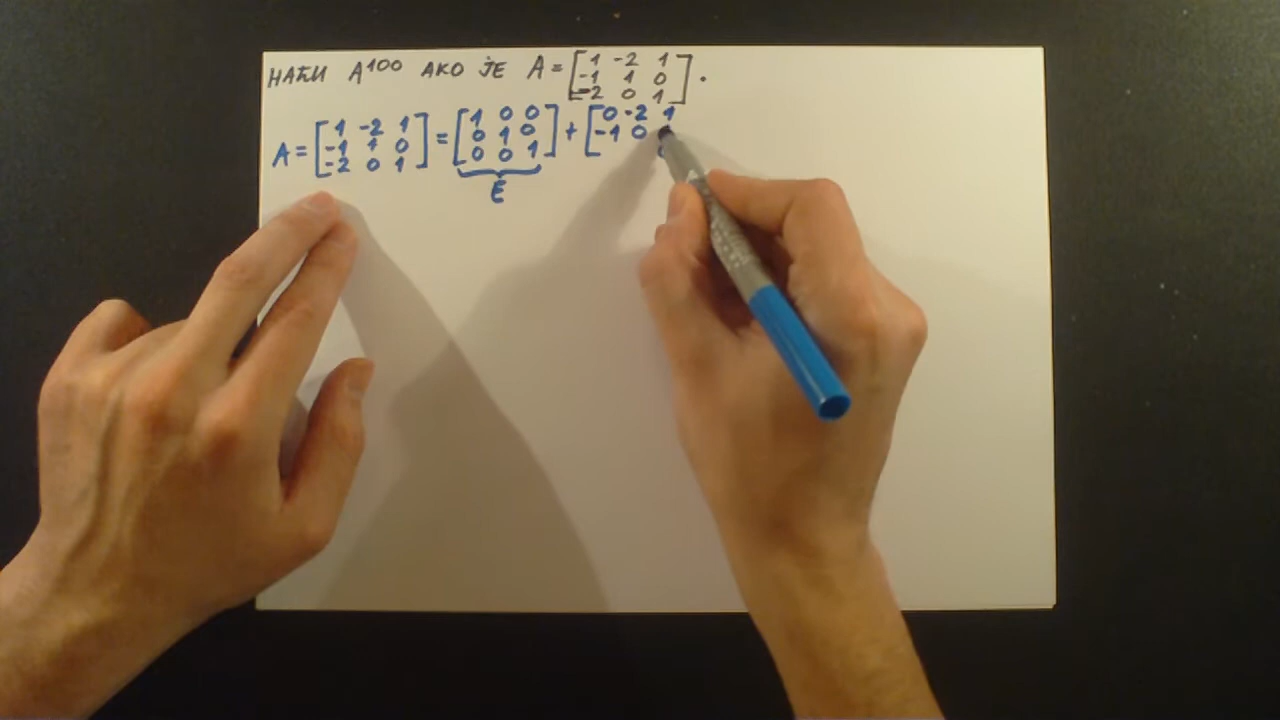 НАЋИ A¹⁰⁰ АКО ЈЕ A = [1 -2 1; -1 1 0; -2 0 1].
A = [1 -2 1; -1 1 0; -2 0 1] = [1 0 0; 0 1 0; 0 0 1] + [0 -2 1; -1 0
E